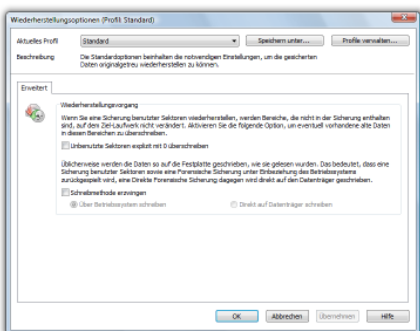 Wiederherstellungsoptionen (Profil: Standard)
Aktuelles Profil Standard Speichern unter... Profile verwalten...
Beschreibung Die Standardoptionen beinhalten die notwendigen Einstellungen, um die gesicherten
Daten originalgetreu wiederherstellen zu können.
Erweitert
Wiederherstellungsvorgang
Wenn Sie eine Sicherung benutzter Sektoren wiederherstellen, werden Bereiche, die nicht in der Sicherung enthalten
sind, auf dem Ziel-Laufwerk nicht verändert. Aktivieren Sie die folgende Option, um eventuell vorhandene alte Daten
in diesen Bereichen zu überschreiben.
Unbenutzte Sektoren explizit mit 0 überschreiben
Üblicherweise werden die Daten so auf die Festplatte geschrieben, wie sie gelesen wurden. Das bedeutet, dass eine
Sicherung benutzter Sektoren sowie eine Forensische Sicherung unter Einbeziehung des Betriebssystems
zurückgespielt wird, eine Direkte Forensische Sicherung dagegen wird direkt auf den Datenträger geschrieben.
Schreibmethode erzwingen
Über Betriebssystem schreiben Direkt auf Datenträger schreiben
OK Abbrechen Übernehmen Hilfe